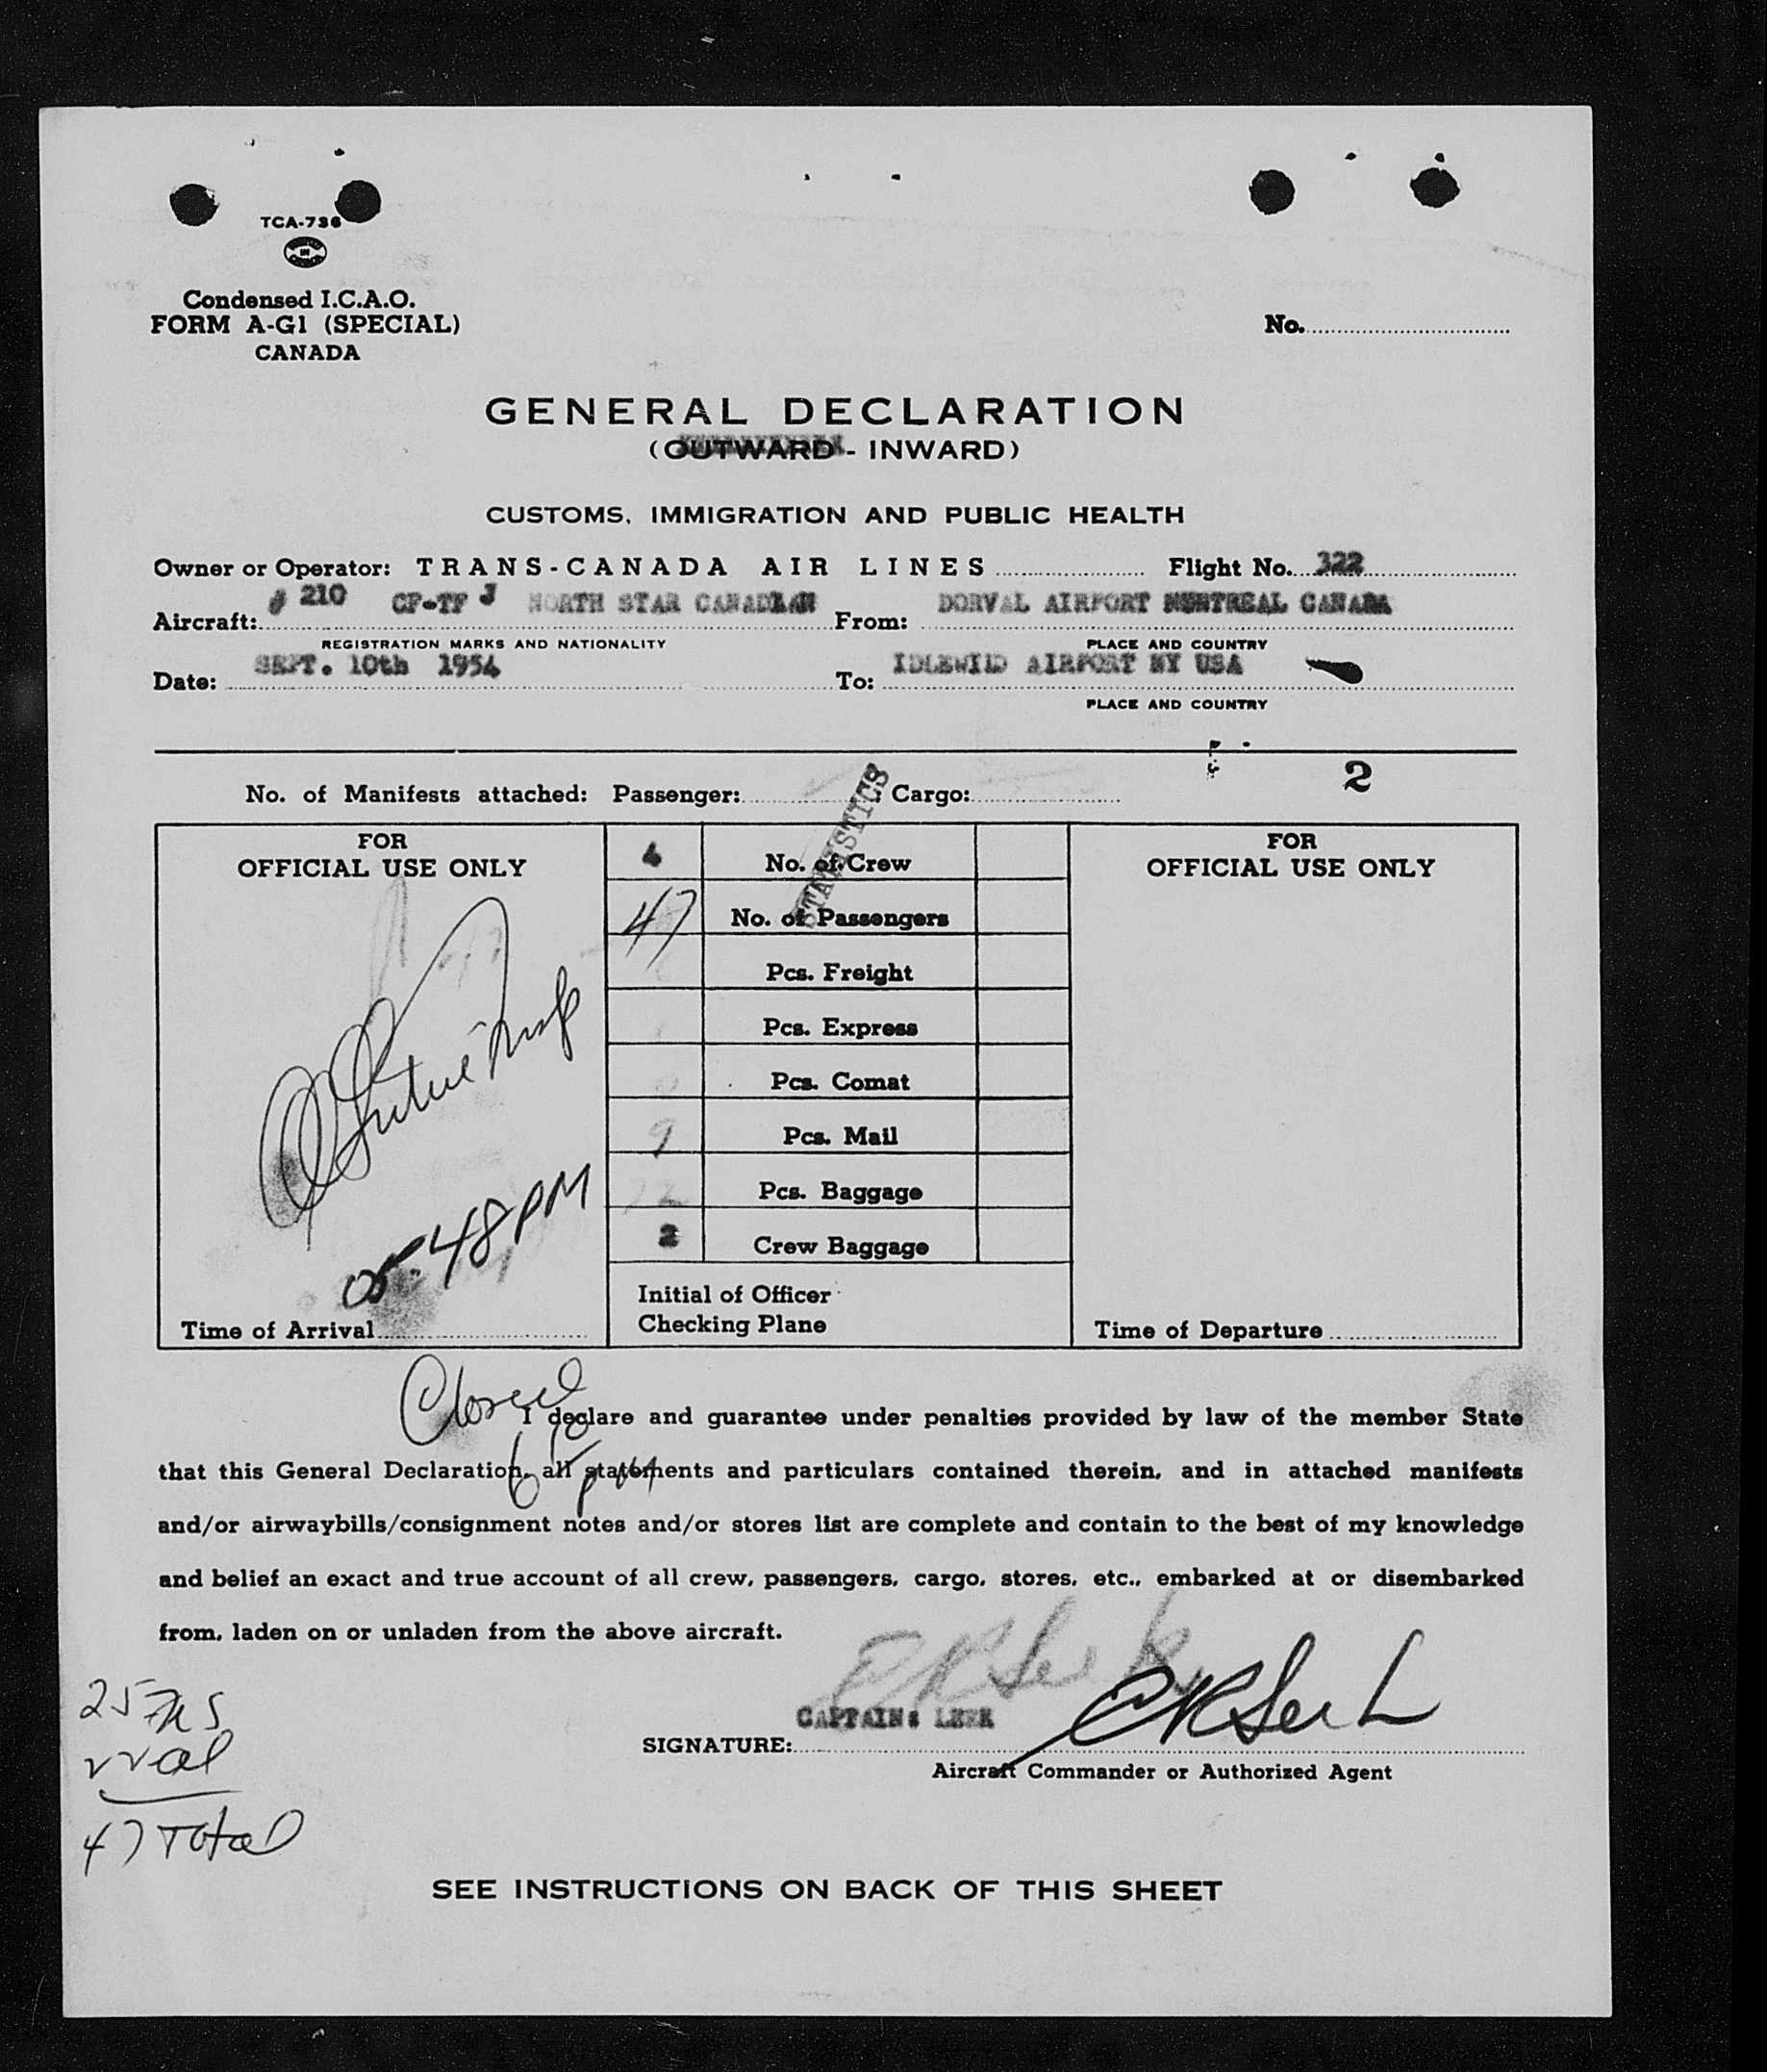 TCA-736
Condensed I.C.A.O.
FORM A-G1 (SPECIAL)
CANADA
No.
GENERAL DECLARATION
(OUTWARD - INWARD)
CUSTOMS, IMMIGRATION AND PUBLIC HEALTH
Owner or Operator: TRANS-CANADA AIR LINES Flight No. 322
Aircraft: # 210 CF-TF J NORTH STAR CANADIAN From: DORVAL AIRPORT MONTREAL CANADA
REGISTRATION MARKS AND NATIONALITY PLACE AND COUNTRY
Date: SEPT. 10th 1954 To: IDLEWILD AIRPORT NY USA
PLACE AND COUNTRY
2
No. of Manifests attached: Passenger: Cargo:
STATISTICS
FOR
OFFICIAL USE ONLY
No. of Crew
47 No. of Passengers
Pcs. Freight
Pcs. Express
Pcs. Comat
9 Pcs. Mail
Pcs. Baggage
2 Crew Baggage
Initial of Officer
Checking Plane
48 PM
Time of Arrival
FOR
OFFICIAL USE ONLY
Time of Departure
Closed
6 10 PM
I declare and guarantee under penalties provided by law of the member State
that this General Declaration, all statements and particulars contained therein, and in attached manifests
and/or airwaybills/consignment notes and/or stores list are complete and contain to the best of my knowledge
and belief an exact and true account of all crew, passengers, cargo, stores, etc., embarked at or disembarked
from, laden on or unladen from the above aircraft.
CAPTAIN: LEEK
SIGNATURE:
Aircraft Commander or Authorized Agent
25
47 Total
SEE INSTRUCTIONS ON BACK OF THIS SHEET